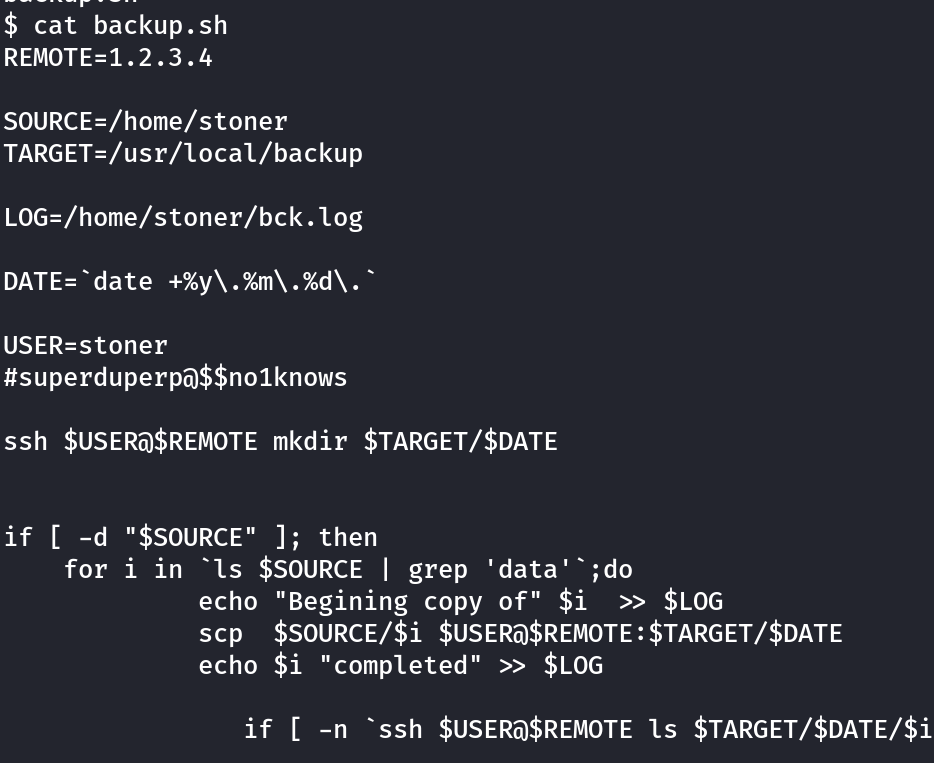 backup.sh
$ cat backup.sh
REMOTE=1.2.3.4
SOURCE=/home/stoner
TARGET=/usr/local/backup
LOG=/home/stoner/bck.log
DATE=`date +%y\.%m\.%d\.`
USER=stoner
#superduperp@$$no1knows
ssh $USER@$REMOTE mkdir $TARGET/$DATE
if [ -d "$SOURCE" ]; then
    for i in `ls $SOURCE | grep 'data'`;do
             echo "Begining copy of" $i  >> $LOG
             scp  $SOURCE/$i $USER@$REMOTE:$TARGET/$DATE
             echo $i "completed" >> $LOG
                if [ -n `ssh $USER@$REMOTE ls $TARGET/$DATE/$i